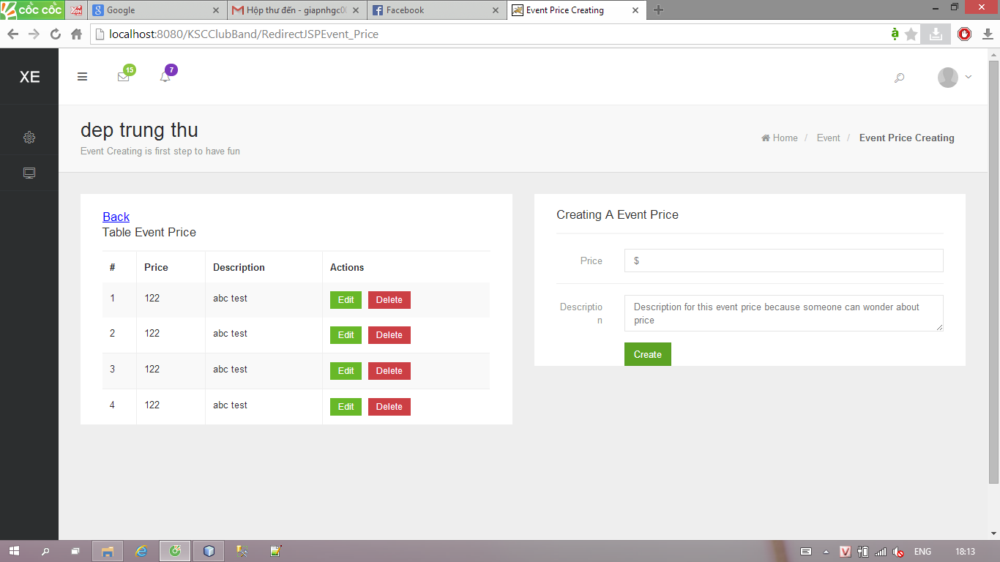 cốc cốc
Google
Hộp thư đến - giapnhgc0
Facebook
Event Price Creating
localhost:8080/KSCClubBand/RedirectJSPEvent_Price
XE
15
7
dep trung thu
Event Creating is first step to have fun
Home / Event / Event Price Creating
Back
Table Event Price
# Price Description Actions
1 122 abc test Edit Delete
2 122 abc test Edit Delete
3 122 abc test Edit Delete
4 122 abc test Edit Delete
Creating A Event Price
Price $
Descriptio
n
Description for this event price because someone can wonder about
price
Create
ENG
18:13